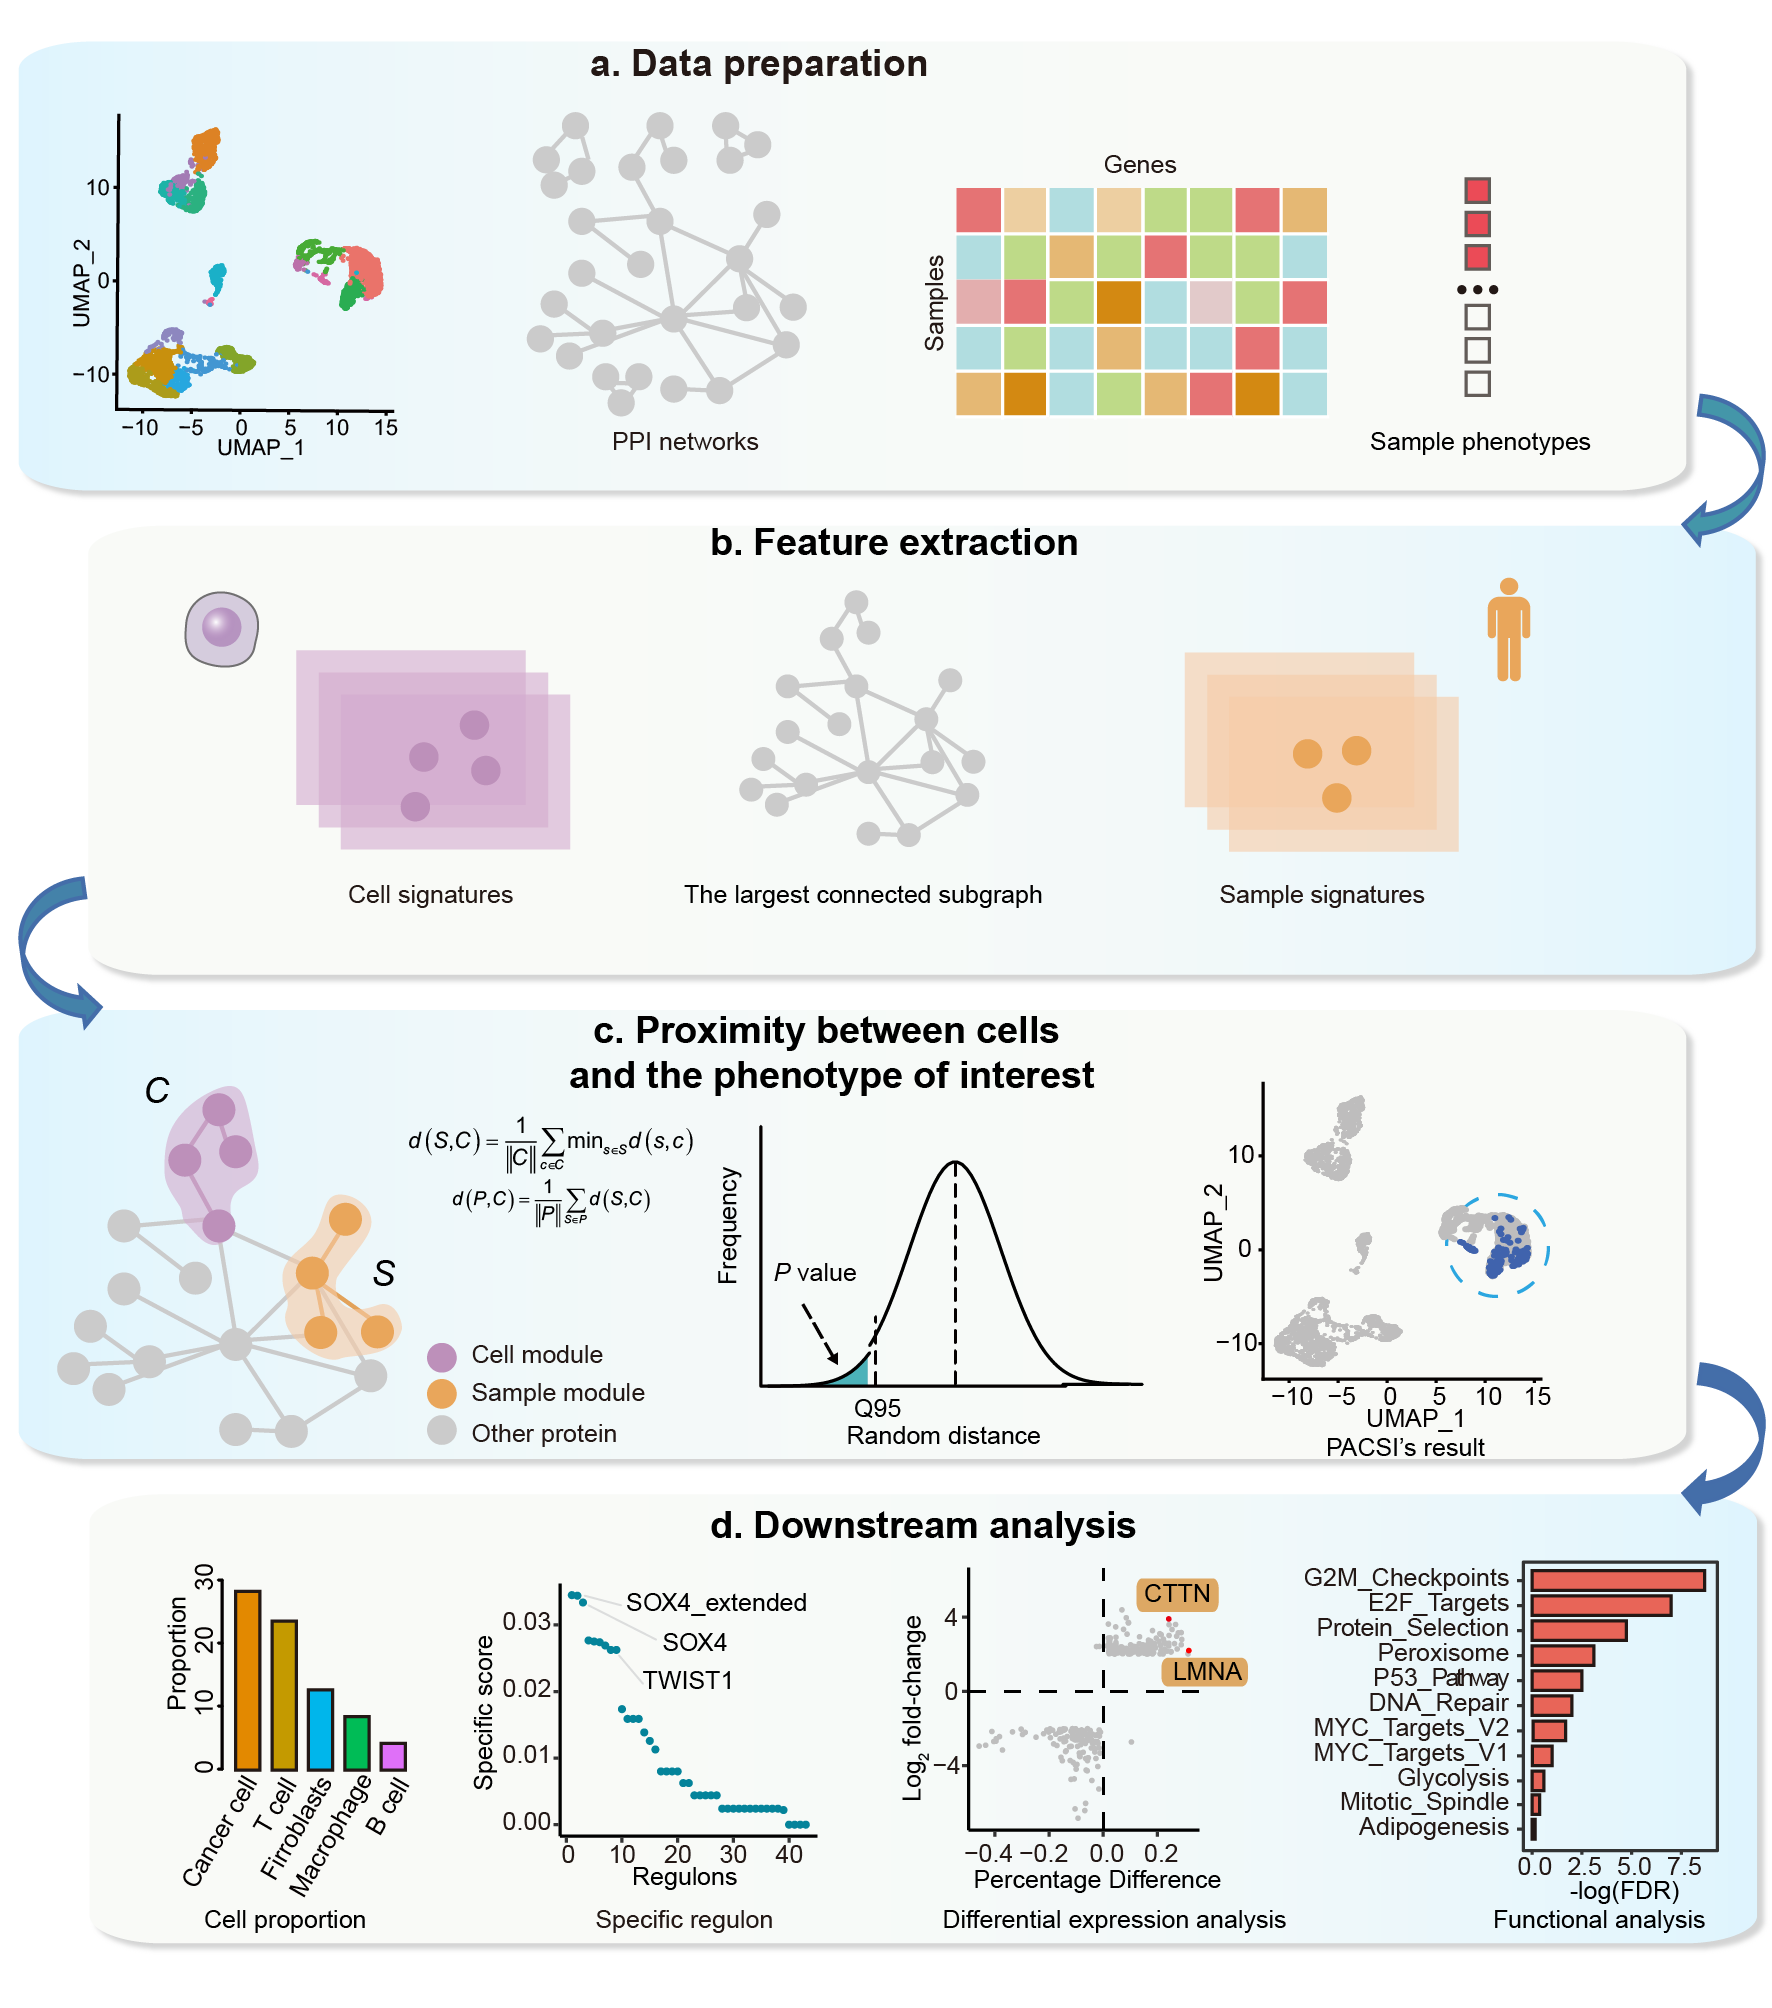 a. Data preparation
UMAP_2
10
0
−10
−10 −5 0 5 10 15
UMAP_1
PPI networks
Genes
Samples
Sample phenotypes
b. Feature extraction
Cell signatures
The largest connected subgraph
Sample signatures
c. Proximity between cells
and the phenotype of interest
C
S
d(S,C) = 1/‖C‖ ∑c∈C min s∈S d(s,c)
d(P,C) = 1/‖P‖ ∑S∈P d(S,C)
Cell module
Sample module
Other protein
Frequency
P value
Q95
Random distance
UMAP_2
10
0
−10
−10 −5 0 5 10 15
UMAP_1
PACSI's result
d. Downstream analysis
Proportion
30
20
10
0
Cancer cell
T cell
Firroblasts
Macrophage
B cell
Cell proportion
Specific score
0.03
0.02
0.01
0.00
SOX4_extended
SOX4
TWIST1
0 10 20 30 40
Regulons
Specific regulon
Log2 fold−change
4
0
−4
CTTN
LMNA
−0.4 −0.2 0.0 0.2
Percentage Difference
Differential expression analysis
G2M_Checkpoints
E2F_Targets
Protein_Selection
Peroxisome
P53_Pathway
DNA_Repair
MYC_Targets_V2
MYC_Targets_V1
Glycolysis
Mitotic_Spindle
Adipogenesis
0.0 2.5 5.0 7.5
-log(FDR)
Functional analysis